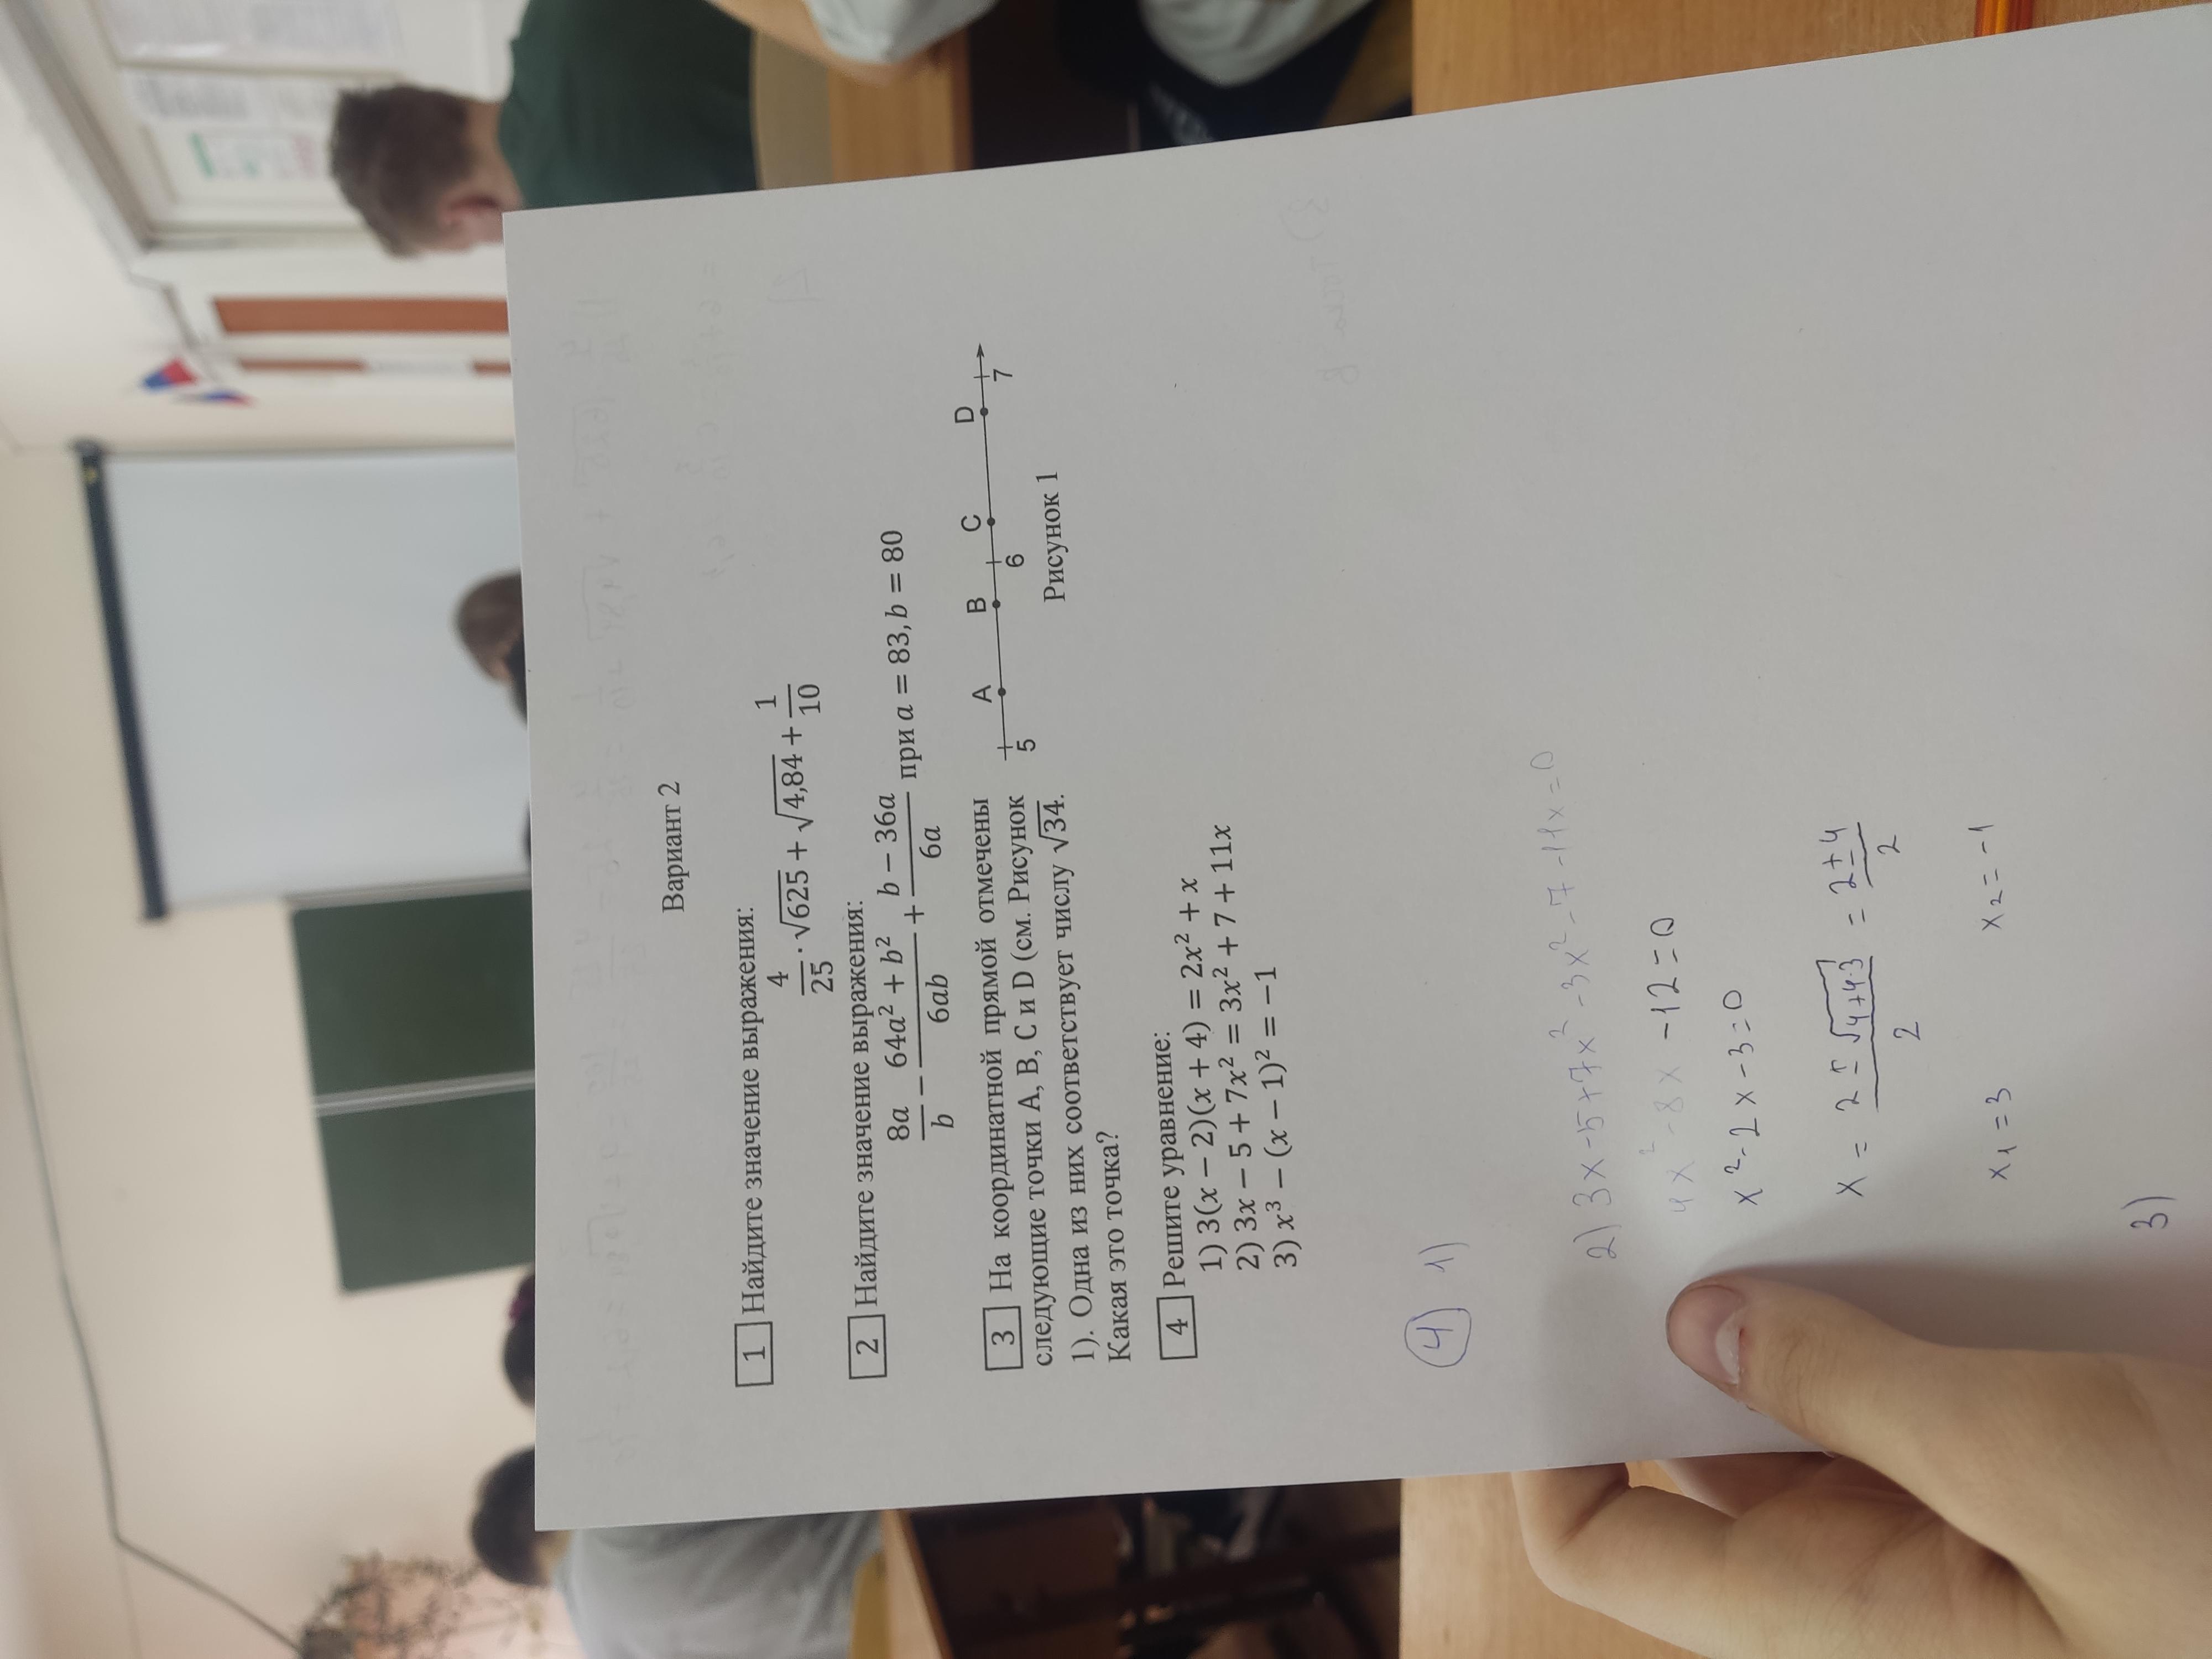 Вариант 2
1 Найдите значение выражения:
4/25 · √625 + √4,84 + 1/10
2 Найдите значение выражения:
8a/b − (64a² + b²)/6ab + (b − 36a)/6a при a = 83, b = 80
3 На координатной прямой отмечены
следующие точки A, B, C и D (см. Рисунок
1). Одна из них соответствует числу √34.
Какая это точка?
A B C D
5 6 7
Рисунок 1
4 Решите уравнение:
1) 3(x − 2)(x + 4) = 2x² + x
2) 3x − 5 + 7x² = 3x² + 7 + 11x
3) x³ − (x − 1)² = −1
4) 1)
2) 3x-5+7x²-3x²-7-11x=0
4x²-8x-12=0
x²-2x-3=0
x = (2±√(4+4·3))/2 = (2±4)/2
x₁=3 x₂=-1
3)